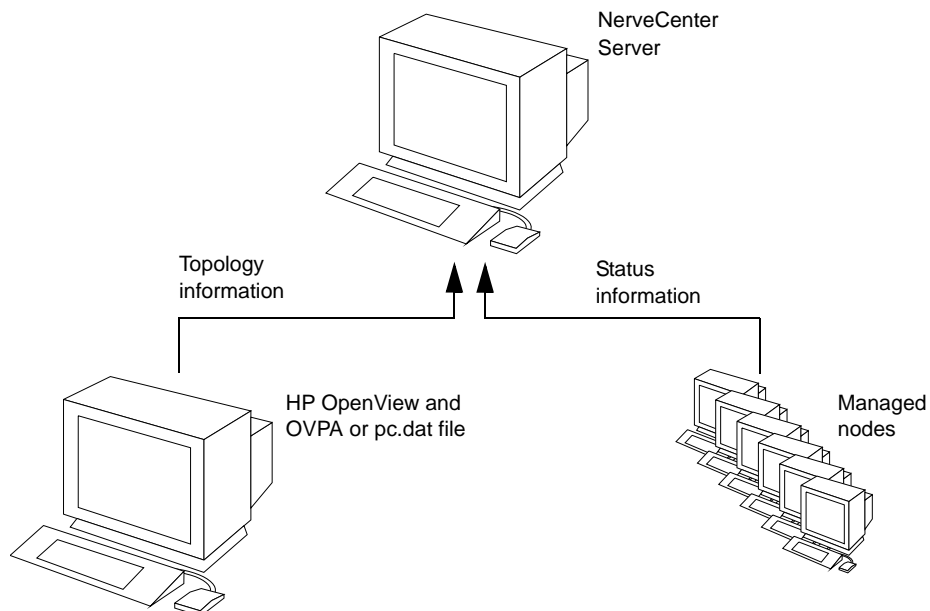 NerveCenter
Server
Topology
information
Status
information
HP OpenView and
OVPA or pc.dat file
Managed
nodes